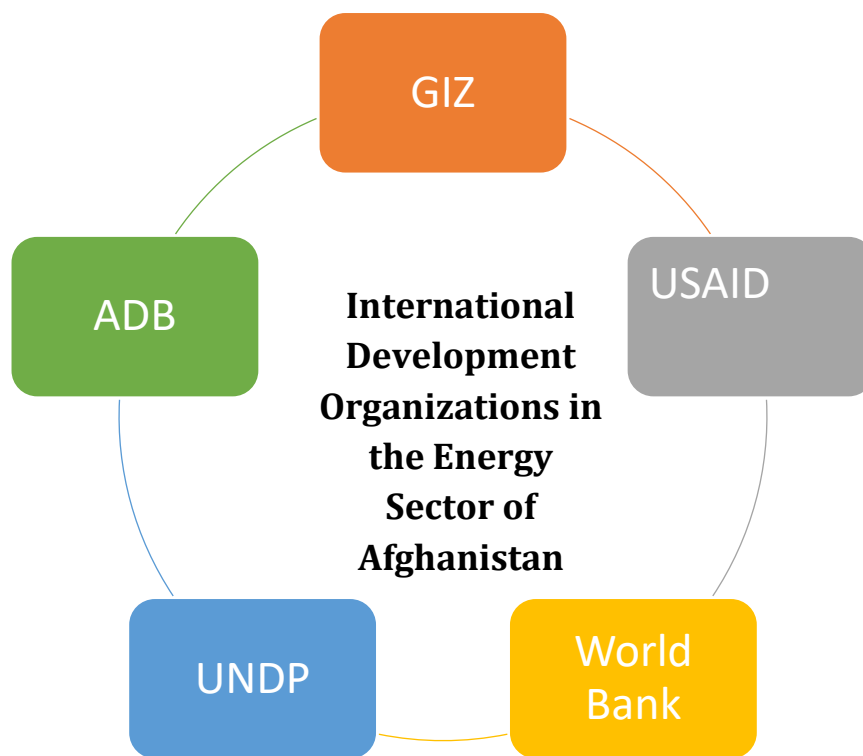 GIZ
USAID
ADB
International
Development
Organizations in
the Energy
Sector of
Afghanistan
World
Bank
UNDP